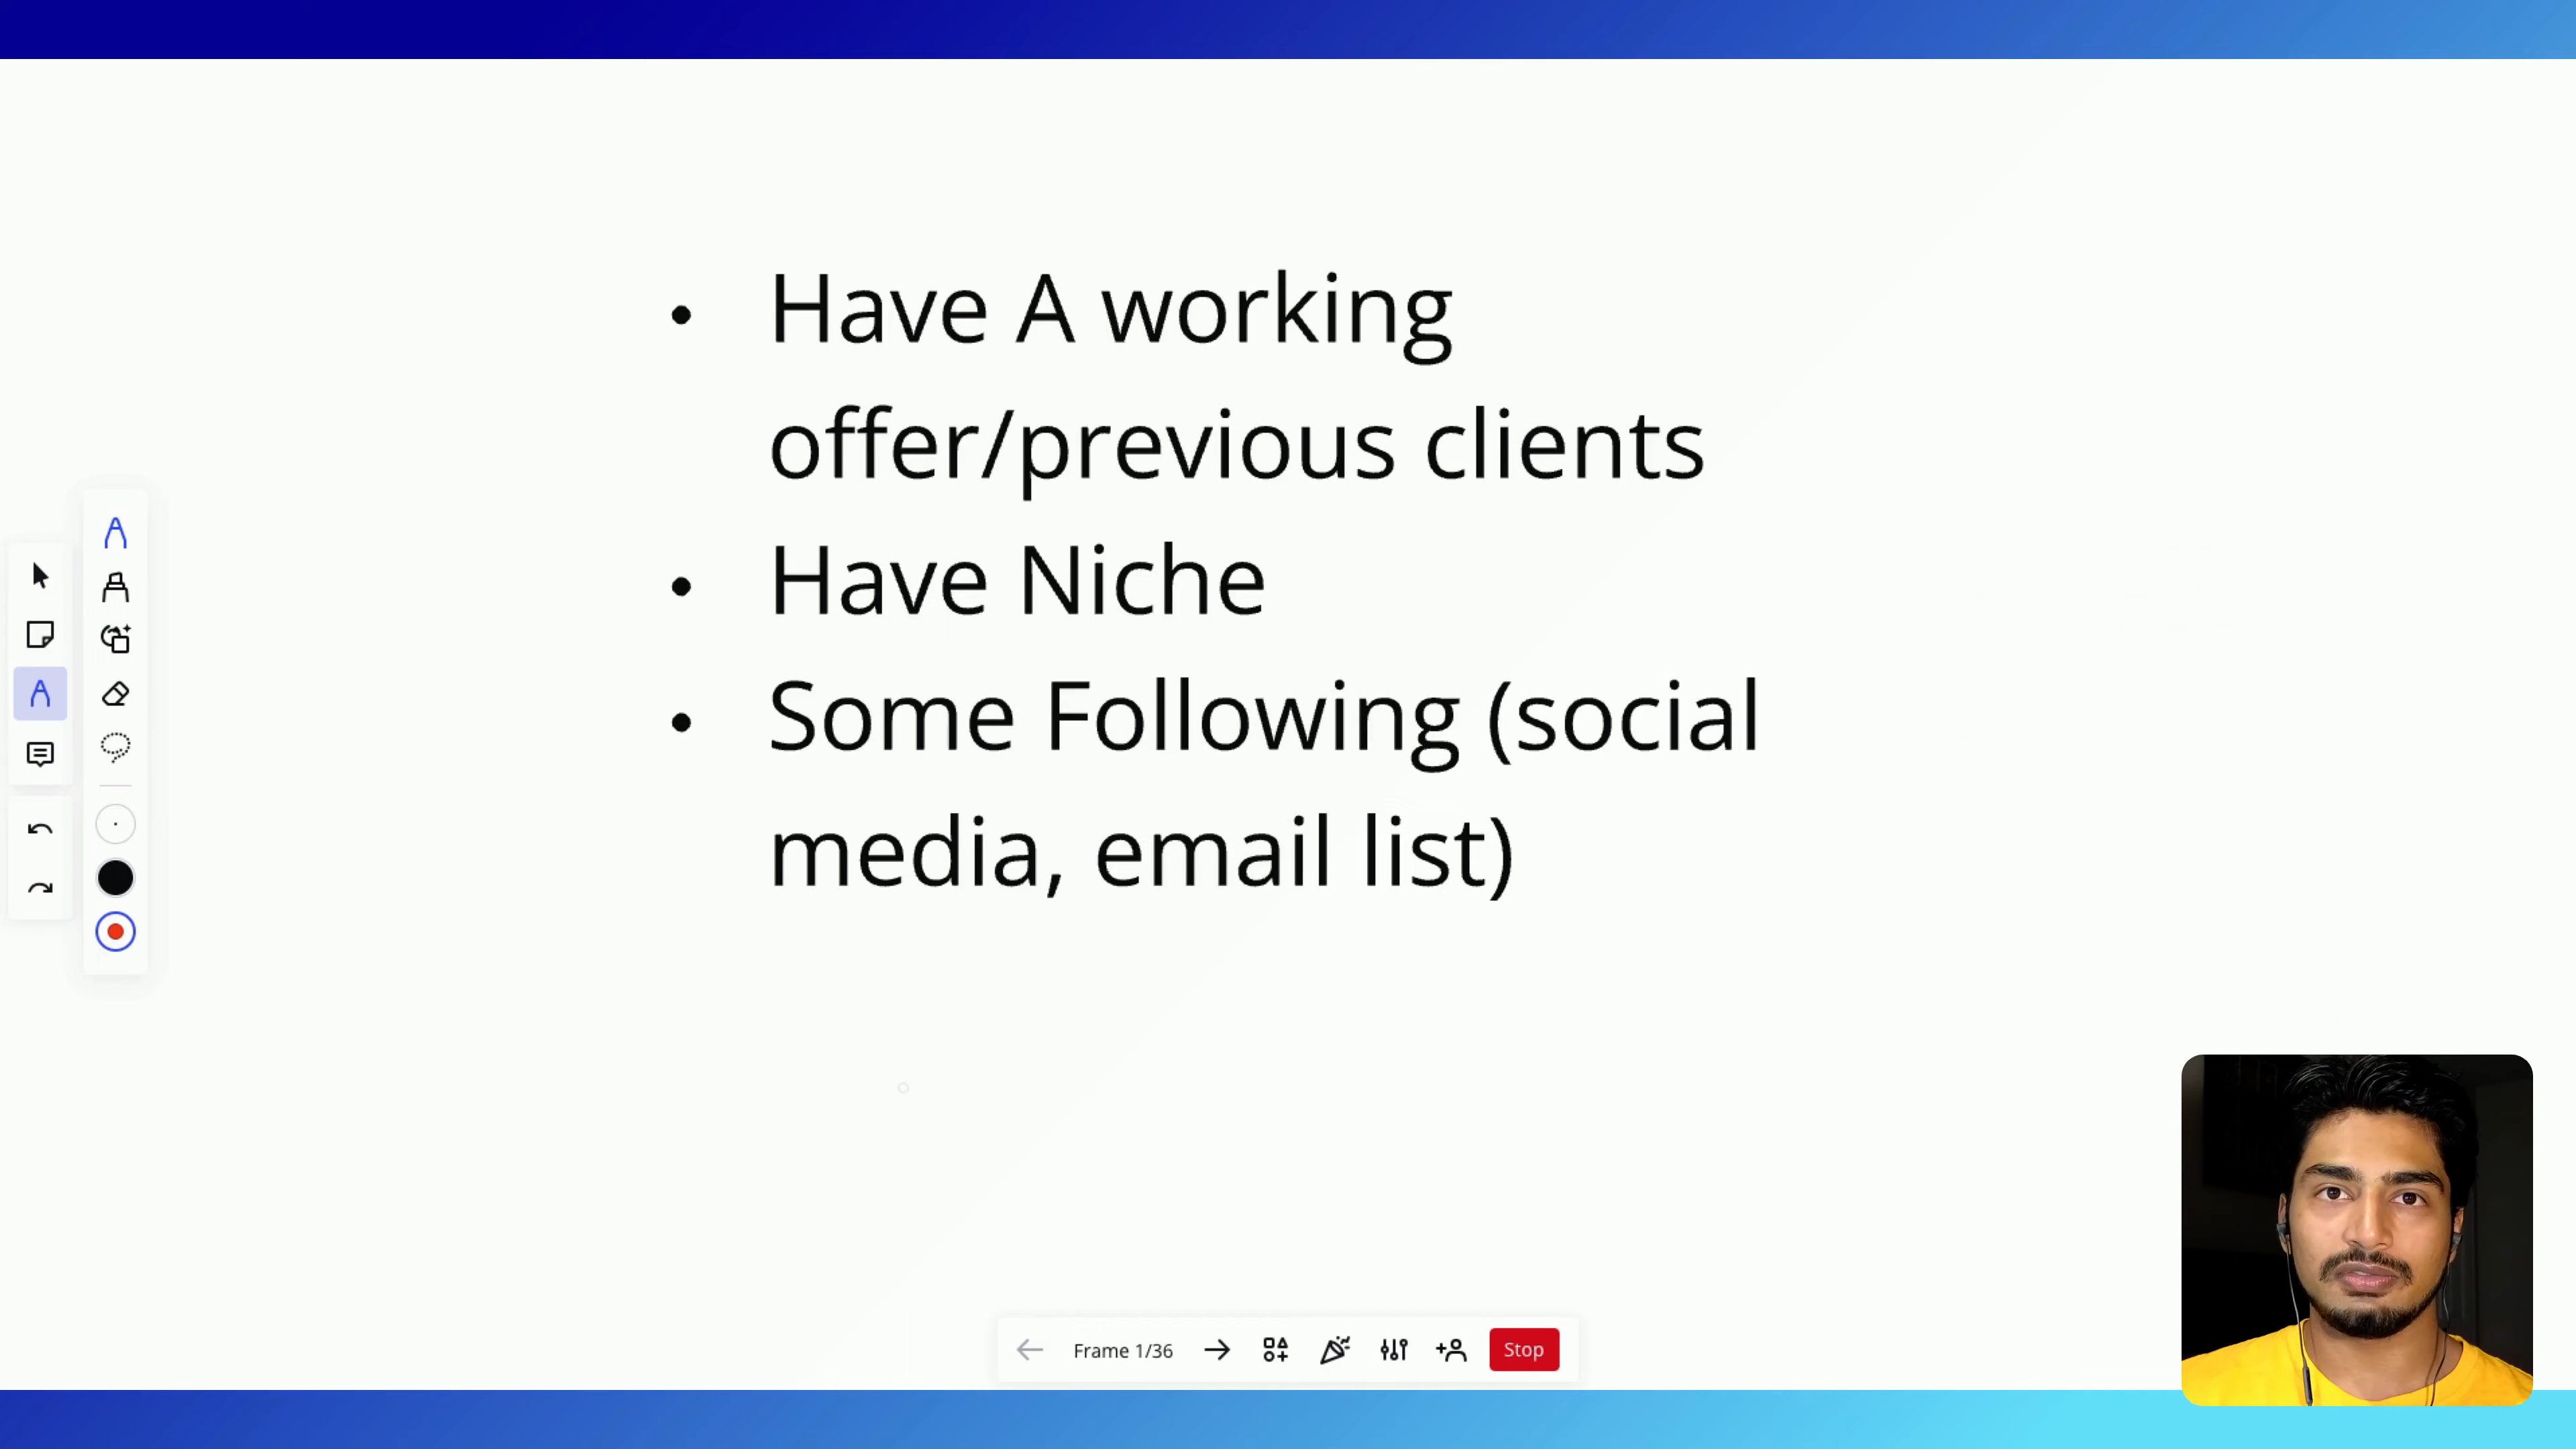 • Have A working
offer/previous clients
• Have Niche
• Some Following (social
media, email list)
Frame 1/36
Stop